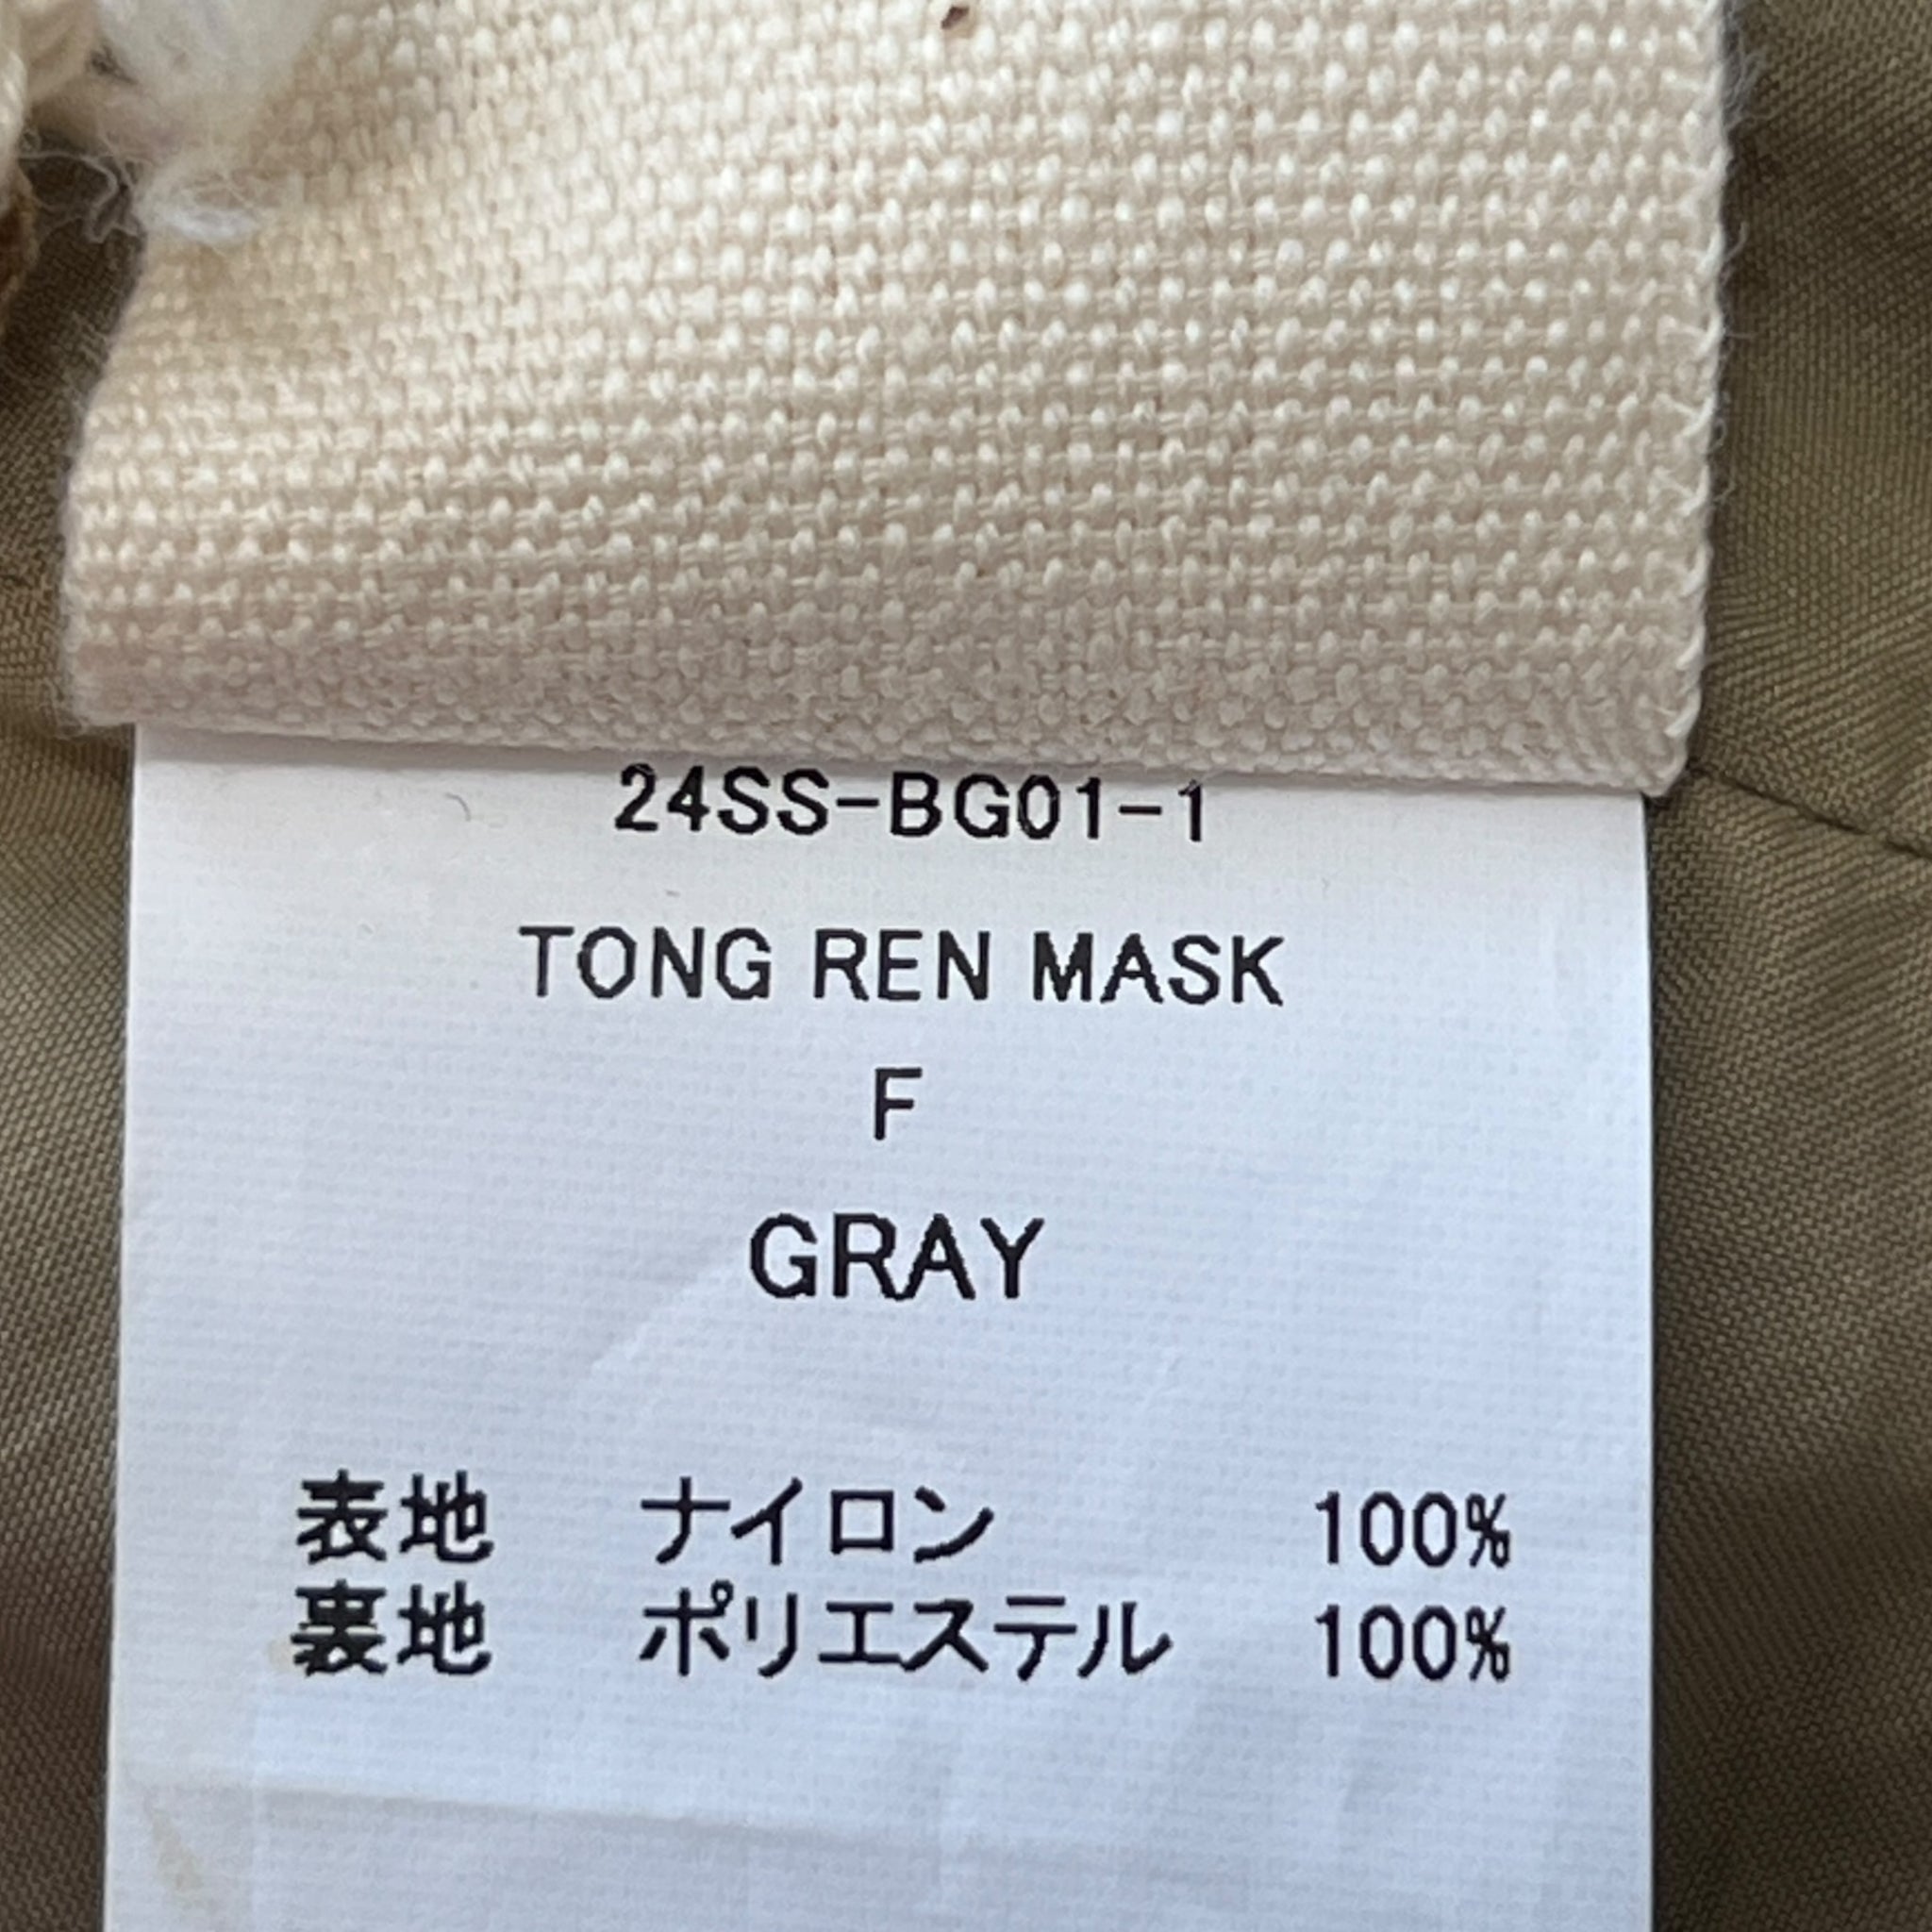 24SS-BG01-1
TONG REN MASK
F
GRAY
表地 ナイロン 100%
裏地 ポリエステル 100%